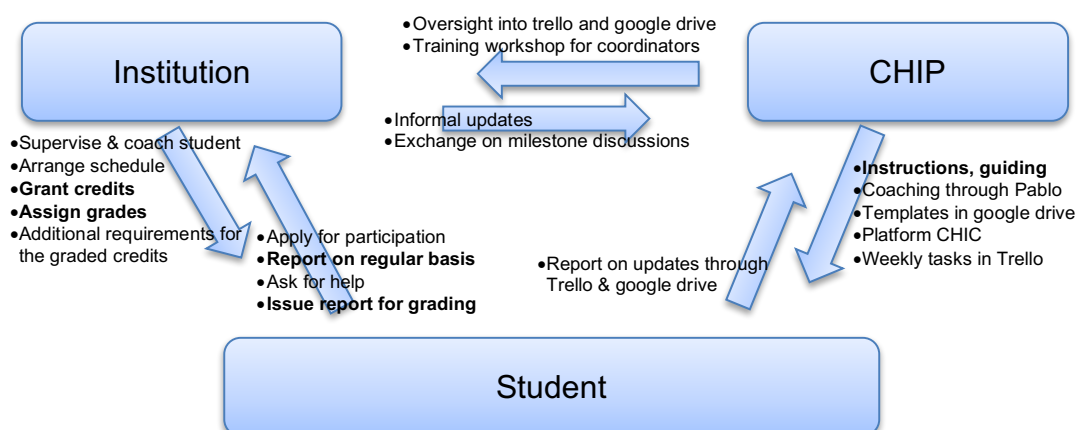 •Oversight into trello and google drive
•Training workshop for coordinators
Institution
CHIP
•Informal updates
•Exchange on milestone discussions
•Supervise & coach student
•Arrange schedule
•Grant credits
•Assign grades
•Additional requirements for
the graded credits
•Apply for participation
•Report on regular basis
•Ask for help
•Issue report for grading
•Report on updates through
Trello & google drive
•Instructions, guiding
•Coaching through Pablo
•Templates in google drive
•Platform CHIC
•Weekly tasks in Trello
Student